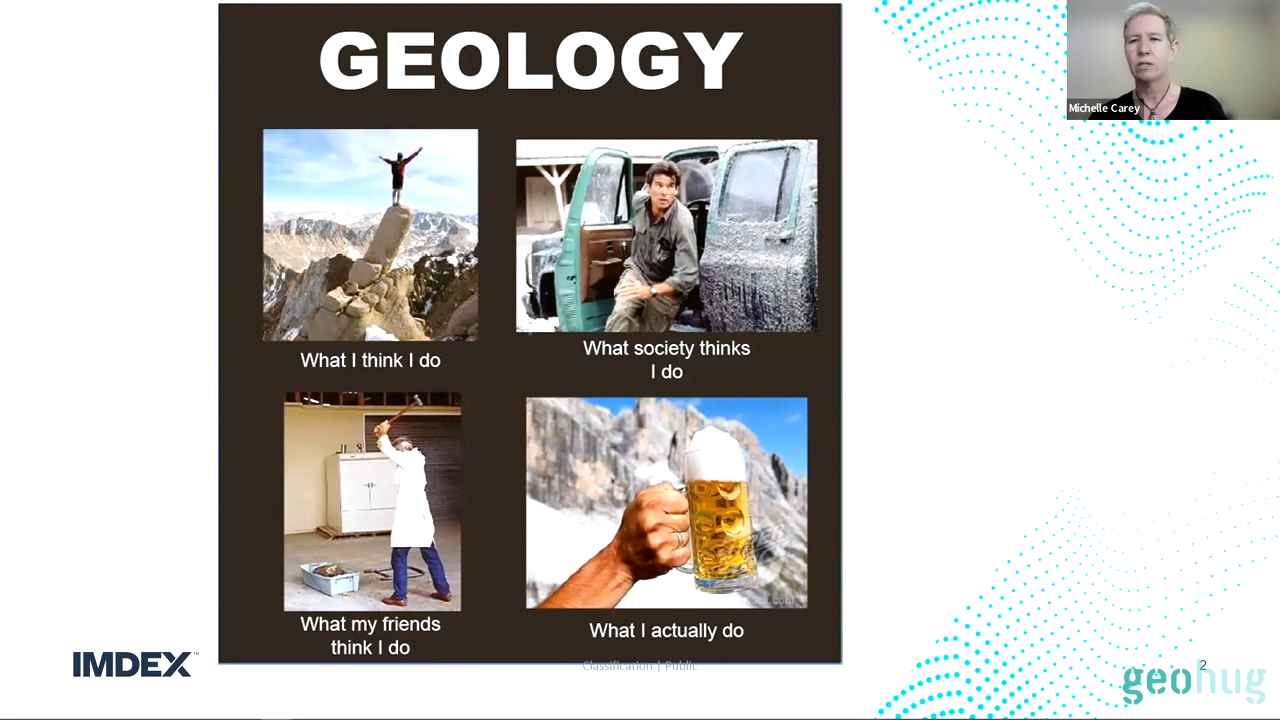 GEOLOGY
Michelle Carey
What I think I do
What society thinks
I do
What my friends
think I do
What I actually do
IMDEX™
Classification | Public
2
geohug